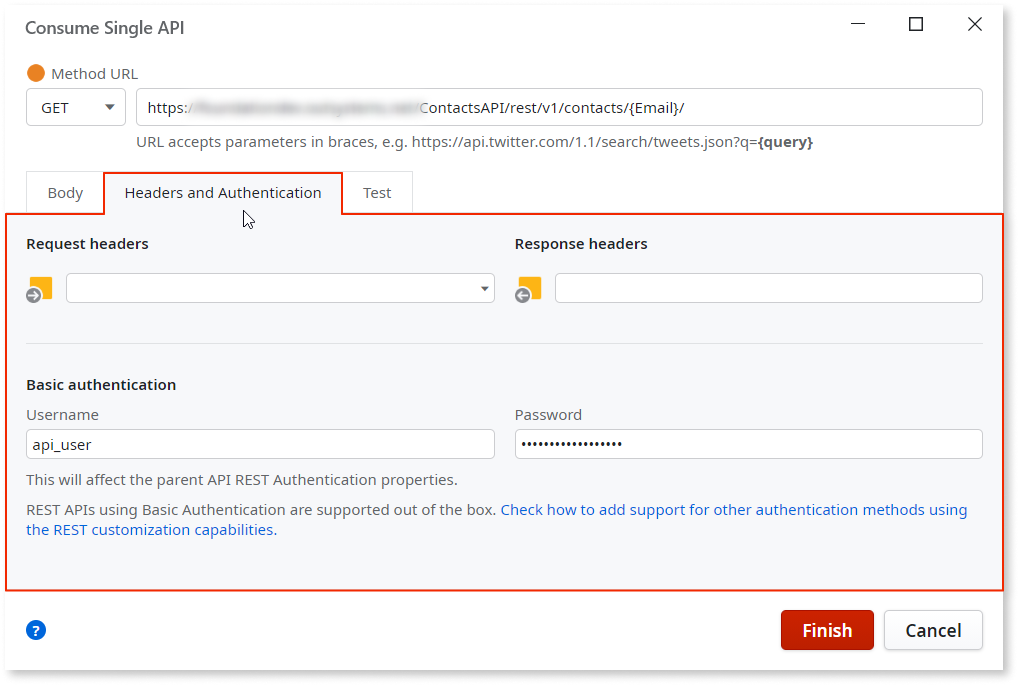 Consume Single API
Method URL
GET
https:/ ContactsAPI/rest/v1/contacts/{Email}/
URL accepts parameters in braces, e.g. https://api.twitter.com/1.1/search/tweets.json?q={query}
Body
Headers and Authentication
Test
Request headers
Response headers
Basic authentication
Username
Password
api_user
••••••••••••••••••
This will affect the parent API REST Authentication properties.
REST APIs using Basic Authentication are supported out of the box. Check how to add support for other authentication methods using
the REST customization capabilities.
?
Finish
Cancel